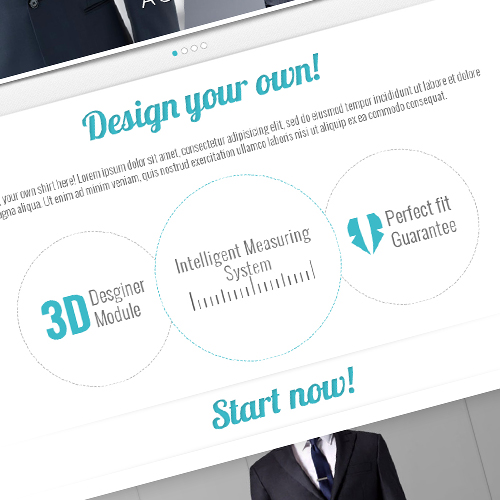 Design your own!
your own shirt here! Lorem ipsum dolor sit amet, consectetur adipisicing elit, sed do eiusmod tempor incididunt ut labore et dolore
agna aliqua. Ut enim ad minim veniam, quis nostrud exercitation ullamco laboris nisi ut aliquip ex ea commodo consequat.
3D Desginer
Module
Intelligent Measuring
System
Perfect fit
Guarantee
Start now!